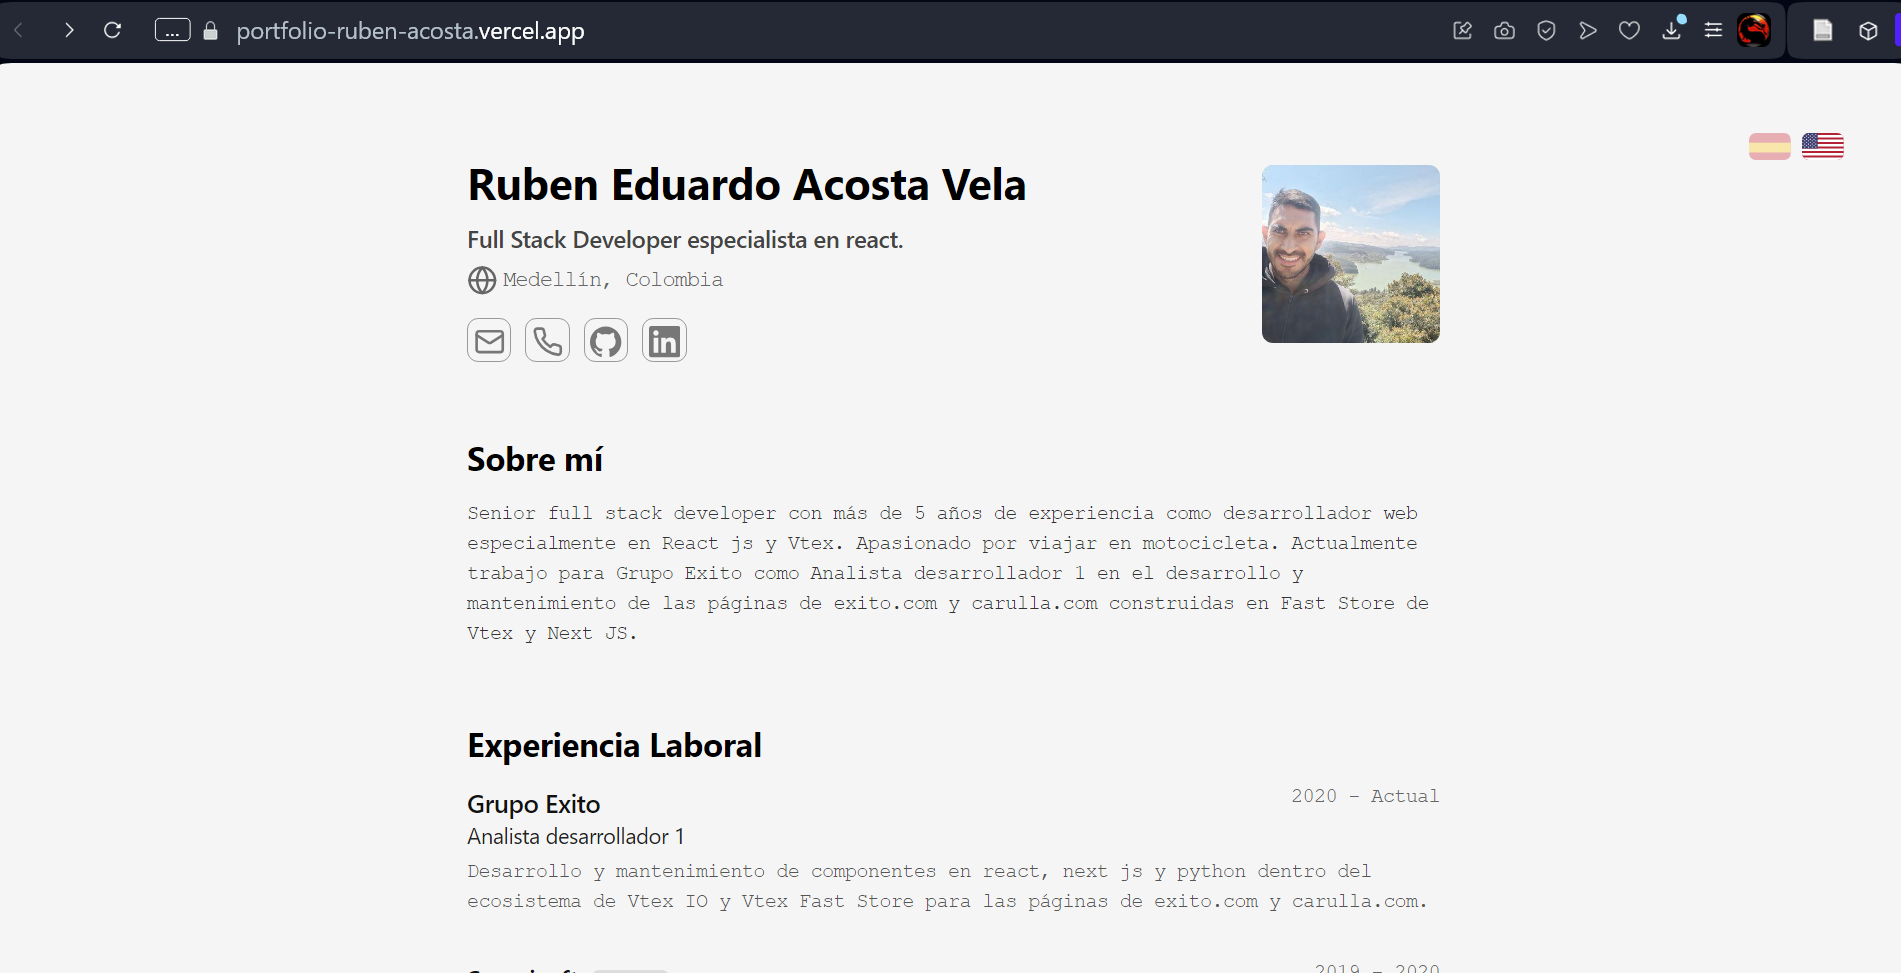 ...
portfolio-ruben-acosta.vercel.app
Ruben Eduardo Acosta Vela
Full Stack Developer especialista en react.
Medellín, Colombia
in
Sobre mí
Senior full stack developer con más de 5 años de experiencia como desarrollador web
especialmente en React js y Vtex. Apasionado por viajar en motocicleta. Actualmente
trabajo para Grupo Exito como Analista desarrollador 1 en el desarrollo y
mantenimiento de las páginas de exito.com y carulla.com construidas en Fast Store de
Vtex y Next JS.
Experiencia Laboral
Grupo Exito
2020 - Actual
Analista desarrollador 1
Desarrollo y mantenimiento de componentes en react, next js y python dentro del
ecosistema de Vtex IO y Vtex Fast Store para las páginas de exito.com y carulla.com.
2019 - 2020